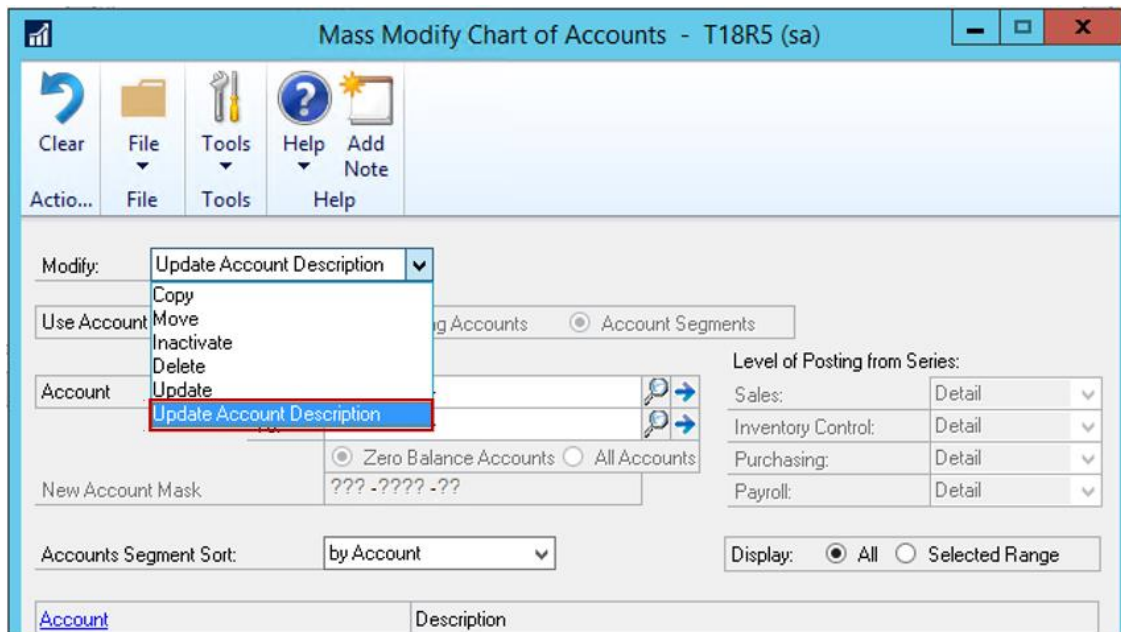 Mass Modify Chart of Accounts - T18R5 (sa)
Clear
File
Tools
Help
Add Note
Actio...
File
Tools
Help
Modify:
Update Account Description
Copy
Move
Inactivate
Delete
Update
Update Account Description
Use Account
Accounts
Account Segments
Level of Posting from Series:
Account
Sales:
Detail
Inventory Control:
Detail
Zero Balance Accounts
All Accounts
Purchasing:
Detail
New Account Mask
??? -???? -??
Payroll:
Detail
Accounts Segment Sort:
by Account
Display:
All
Selected Range
Account
Description